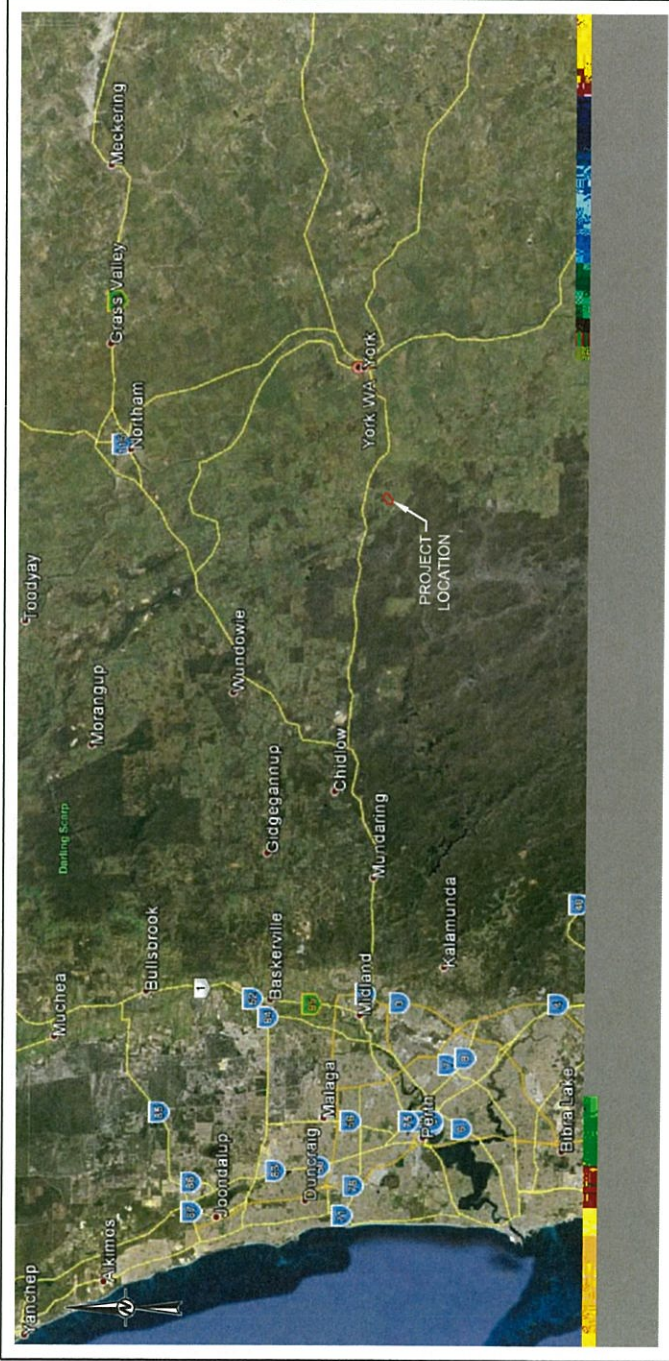 Yanchep
Alkimos
Muchea
Bullsbrook
Darling Scarp
Morangup
Toodyay
Northam
Grass Valley
Meckering
Joondalup
Baskerville
Gidgegannup
Wundowie
1
Duncraig
Malaga
Midland
Mundaring
Chidlow
York WA
York
PROJECT
LOCATION
Perth
Kalamunda
Bibra Lake
N